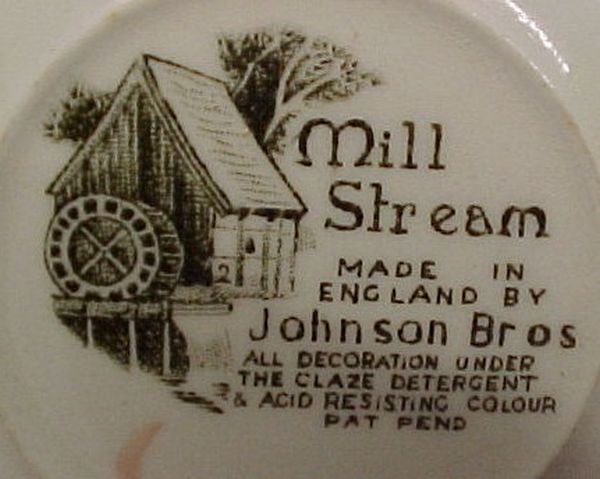 Mill
Stream
MADE IN
ENGLAND BY
Johnson Bros
ALL DECORATION UNDER
THE GLAZE DETERGENT
& ACID RESISTING COLOUR
PAT PEND
2